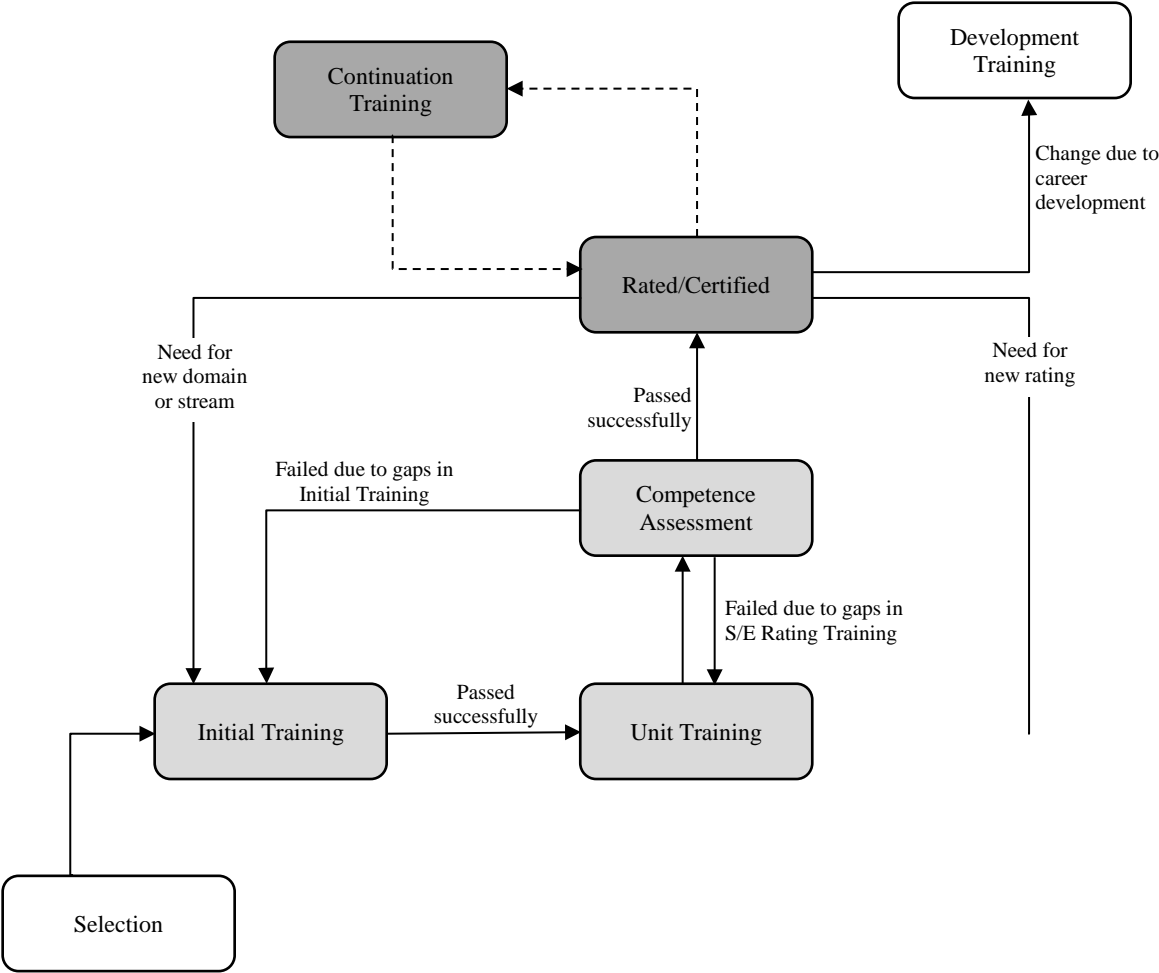 Development
Training
Continuation
Training
Change due to
career
development
Rated/Certified
Need for
new domain
or stream
Need for
new rating
Passed
successfully
Failed due to gaps in
Initial Training
Competence
Assessment
Failed due to gaps in
S/E Rating Training
Passed
successfully
Initial Training
Unit Training
Selection